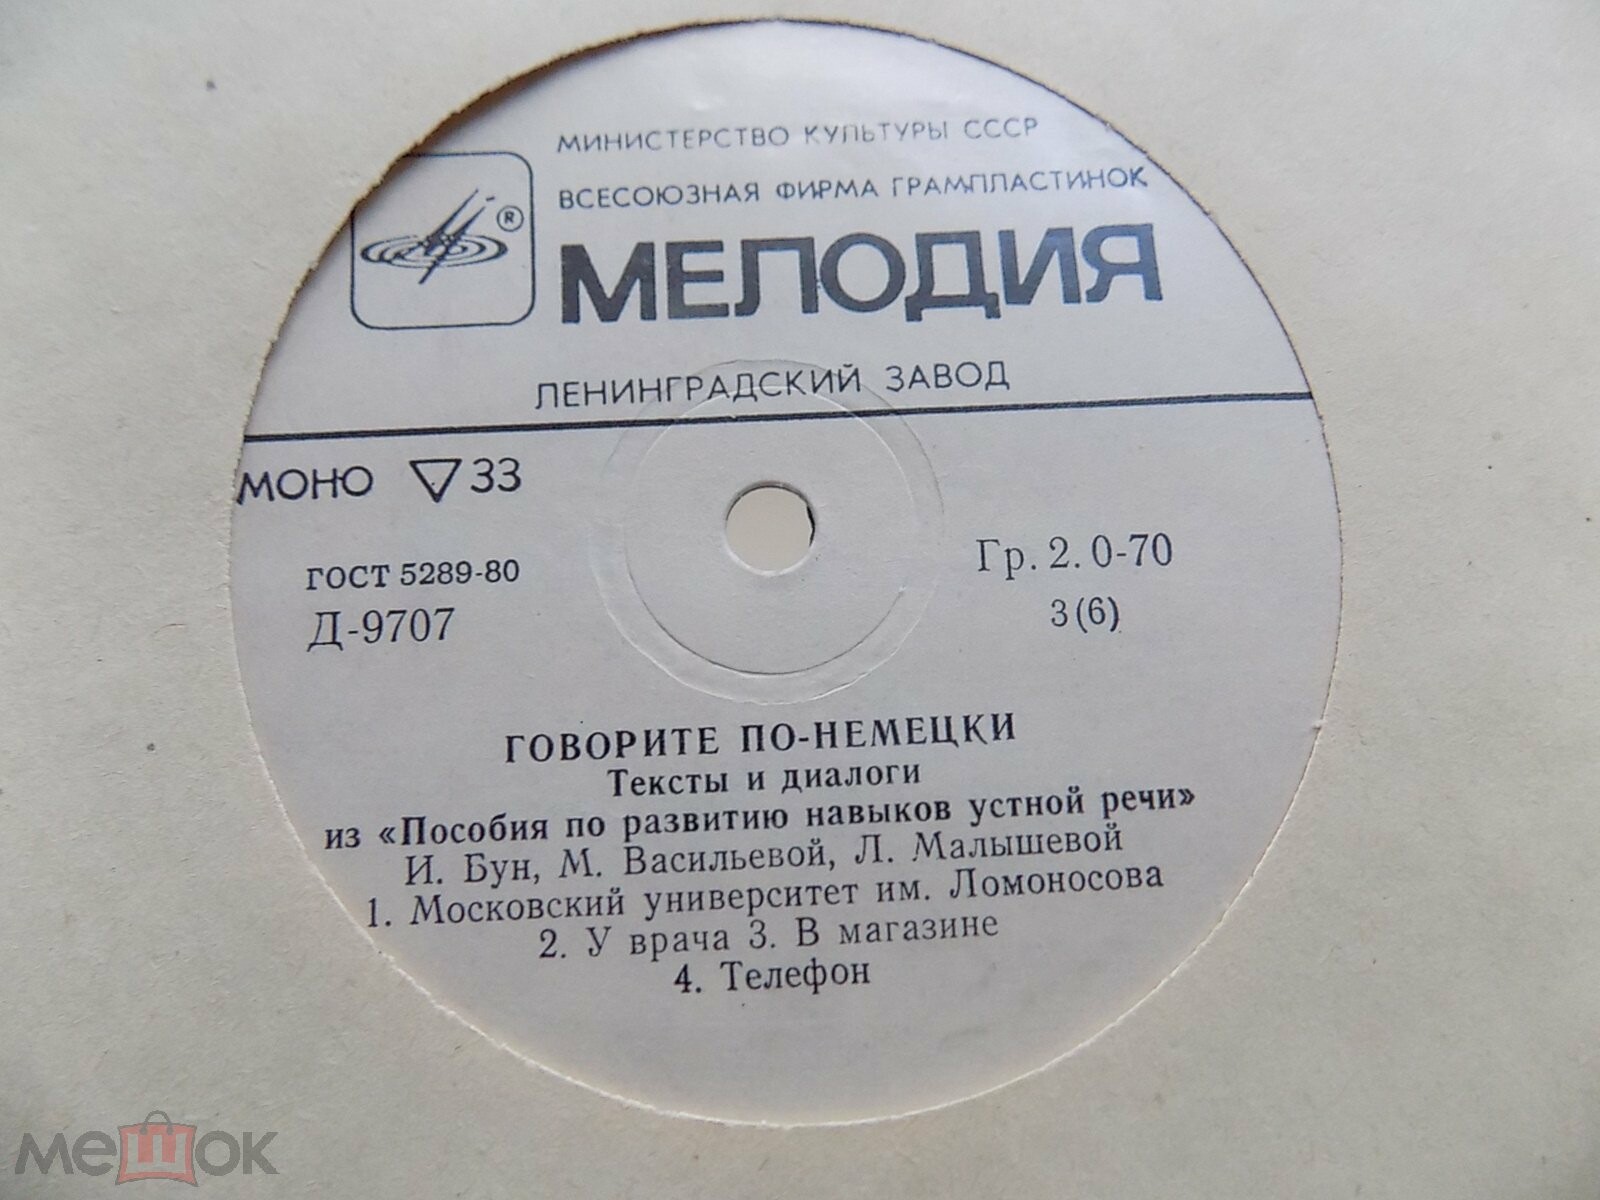 МИНИСТЕРСТВО КУЛЬТУРЫ СССР
ВСЕСОЮЗНАЯ ФИРМА ГРАМПЛАСТИНОК
®
МЕЛОДИЯ
ЛЕНИНГРАДСКИЙ ЗАВОД
МОНО ▽33
ГОСТ 5289-80
Д-9707
Гр. 2. 0-70
3(6)
ГОВОРИТЕ ПО-НЕМЕЦКИ
Тексты и диалоги
из «Пособия по развитию навыков устной речи»
И. Бун, М. Васильевой, Л. Малышевой
1. Московский университет им. Ломоносова
2. У врача 3. В магазине
4. Телефон
мешок